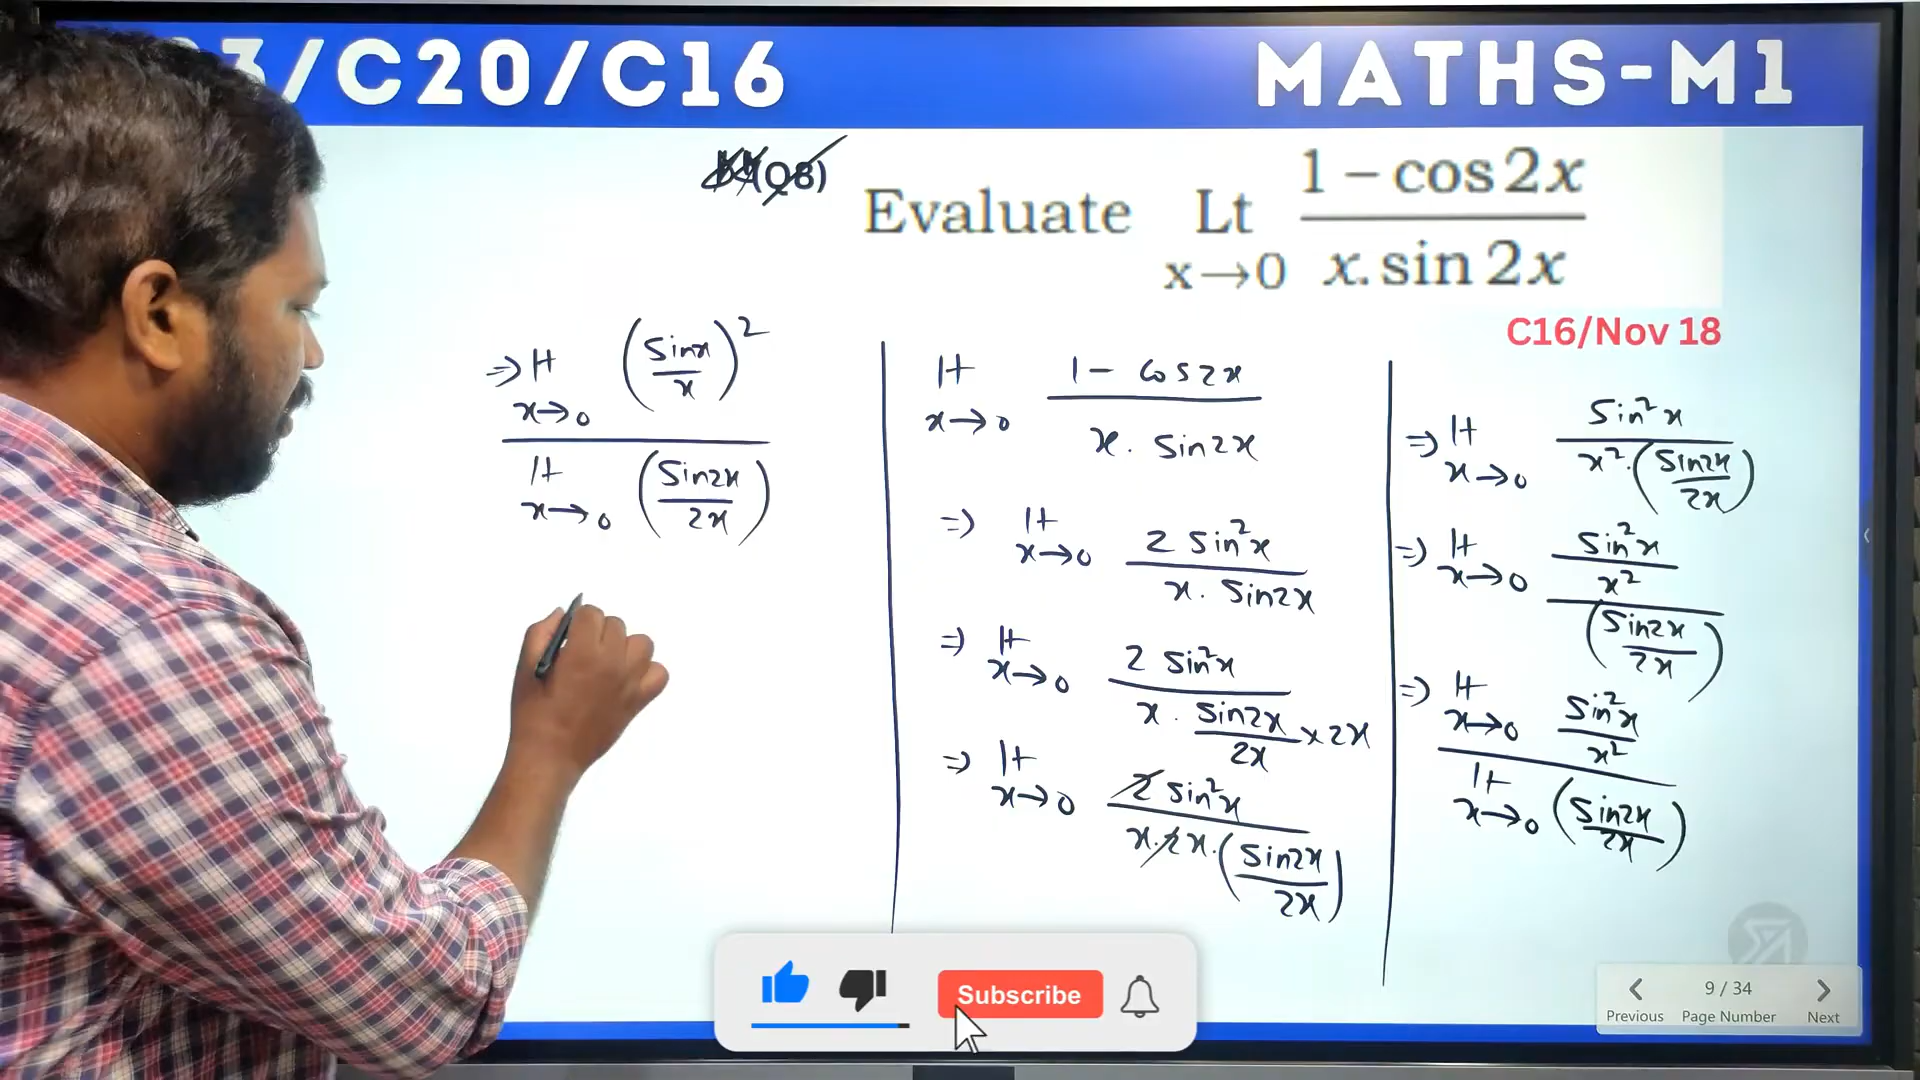 3/C20/C16
MATHS-M1
(Q8)
Evaluate Lt x→0 1 – cos 2x / x. sin 2x
C16/Nov 18
lt x→0 1 - cos2x / x. sin2x
=> lt x→0 2 sin²x / x. sin2x
=> lt x→0 2 sin²x / x. sin2x/2x × 2x
=> lt x→0 2 sin²x / x.2x.(sin2x/2x)
=> lt x→0 sin²x / x².(sin2x/2x)
=> lt x→0 sin²x/x² / (sin2x/2x)
=> lt x→0 sin²x/x² / lt x→0 (sin2x/2x)
=> lt x→0 (sinx/x)² / lt x→0 (sin2x/2x)
Subscribe
9 / 34
Previous Page Number Next